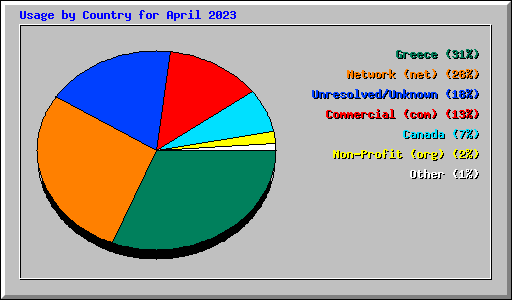 Usage by Country for April 2023
Greece (31%)
Network (net) (28%)
Unresolved/Unknown (18%)
Commercial (com) (13%)
Canada (7%)
Non-Profit (org) (2%)
Other (1%)